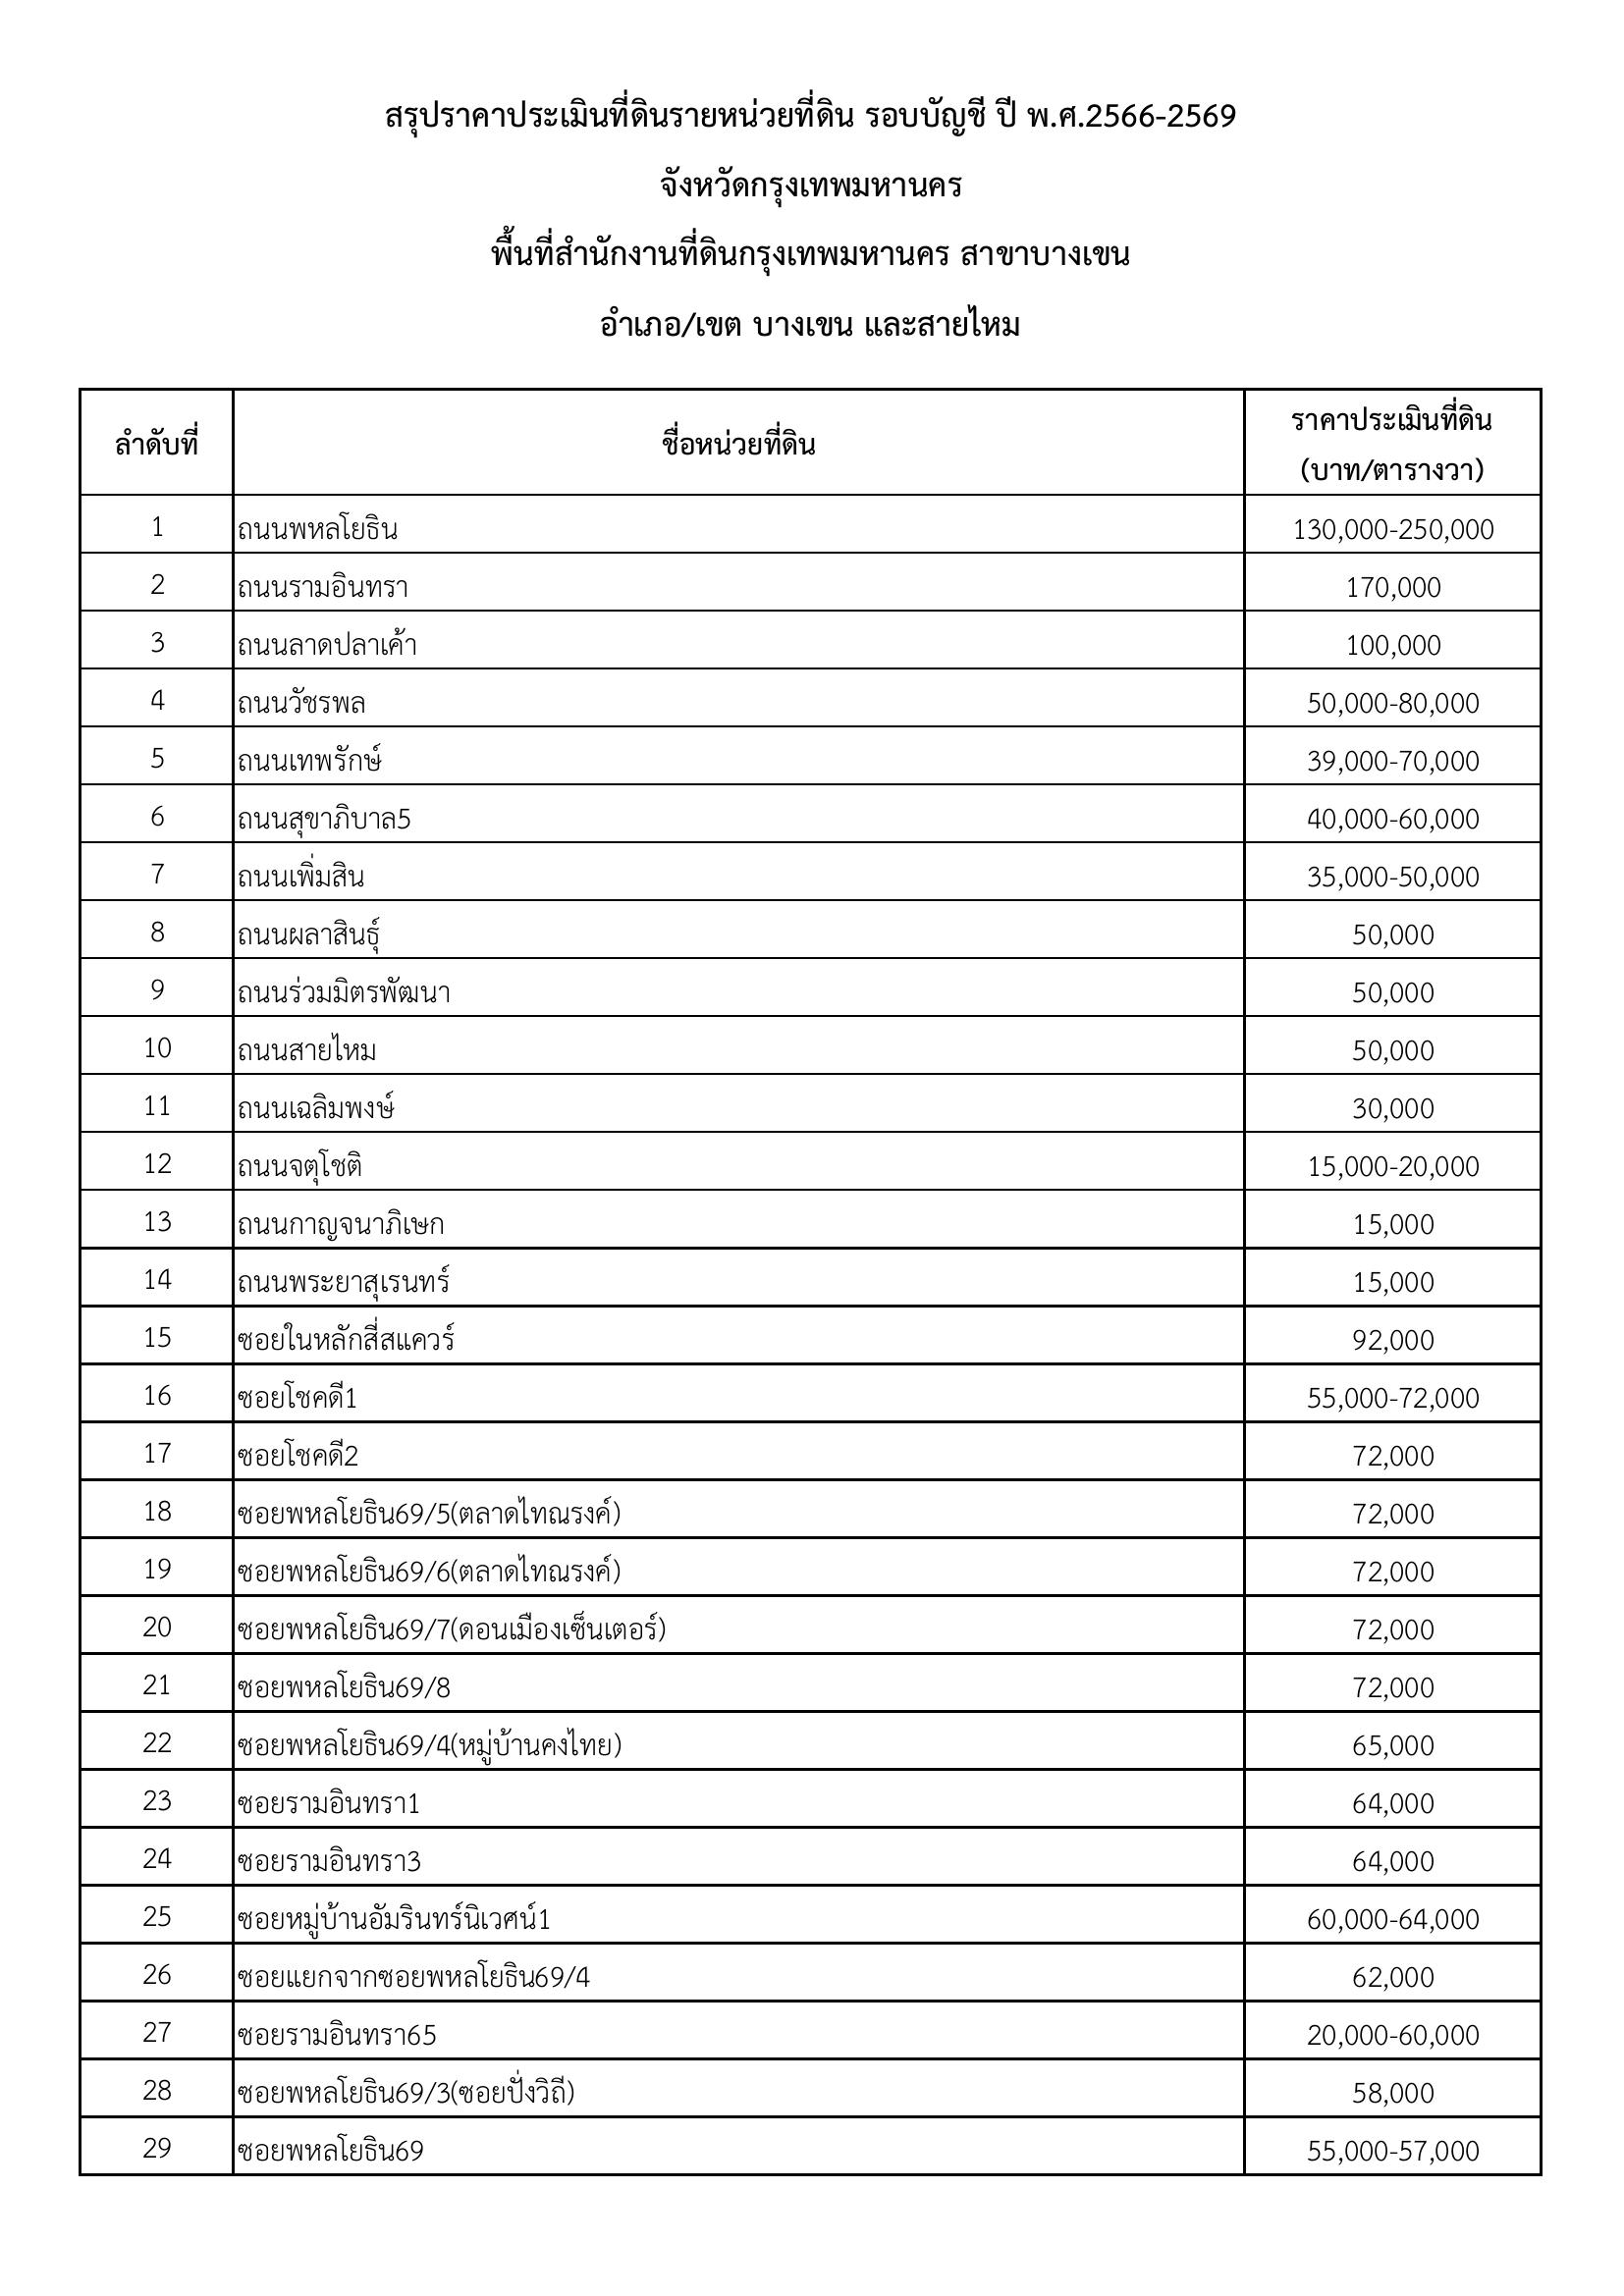 สรุปราคาประเมินที่ดินรายหน่วยที่ดิน รอบบัญชี ปี พ.ศ.2566-2569
จังหวัดกรุงเทพมหานคร
พื้นที่สำนักงานที่ดินกรุงเทพมหานคร สาขาบางเขน
อำเภอ/เขต บางเขน และสายไหม
ลำดับที่ ชื่อหน่วยที่ดิน ราคาประเมินที่ดิน
(บาท/ตารางวา)
1 ถนนพหลโยธิน 130,000-250,000
2 ถนนรามอินทรา 170,000
3 ถนนลาดปลาเค้า 100,000
4 ถนนวัชรพล 50,000-80,000
5 ถนนเทพรักษ์ 39,000-70,000
6 ถนนสุขาภิบาล5 40,000-60,000
7 ถนนเพิ่มสิน 35,000-50,000
8 ถนนผลาสินธุ์ 50,000
9 ถนนร่วมมิตรพัฒนา 50,000
10 ถนนสายไหม 50,000
11 ถนนเฉลิมพงษ์ 30,000
12 ถนนจตุโชติ 15,000-20,000
13 ถนนกาญจนาภิเษก 15,000
14 ถนนพระยาสุเรนทร์ 15,000
15 ซอยในหลักสี่สแควร์ 92,000
16 ซอยโชคดี1 55,000-72,000
17 ซอยโชคดี2 72,000
18 ซอยพหลโยธิน69/5(ตลาดไทณรงค์) 72,000
19 ซอยพหลโยธิน69/6(ตลาดไทณรงค์) 72,000
20 ซอยพหลโยธิน69/7(ดอนเมืองเซ็นเตอร์) 72,000
21 ซอยพหลโยธิน69/8 72,000
22 ซอยพหลโยธิน69/4(หมู่บ้านคงไทย) 65,000
23 ซอยรามอินทรา1 64,000
24 ซอยรามอินทรา3 64,000
25 ซอยหมู่บ้านอัมรินทร์นิเวศน์1 60,000-64,000
26 ซอยแยกจากซอยพหลโยธิน69/4 62,000
27 ซอยรามอินทรา65 20,000-60,000
28 ซอยพหลโยธิน69/3(ซอยปั่งวิถี) 58,000
29 ซอยพหลโยธิน69 55,000-57,000